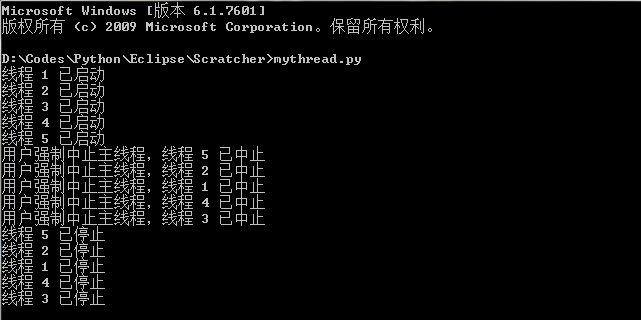 Microsoft Windows [版本 6.1.7601]
版权所有 (c) 2009 Microsoft Corporation。保留所有权利。
D:\Codes\Python\Eclipse\Scratcher>mythread.py
线程 1 已启动
线程 2 已启动
线程 3 已启动
线程 4 已启动
线程 5 已启动
用户强制中止主线程，线程 5 已中止
用户强制中止主线程，线程 2 已中止
用户强制中止主线程，线程 1 已中止
用户强制中止主线程，线程 4 已中止
用户强制中止主线程，线程 3 已中止
线程 5 已停止
线程 2 已停止
线程 1 已停止
线程 4 已停止
线程 3 已停止